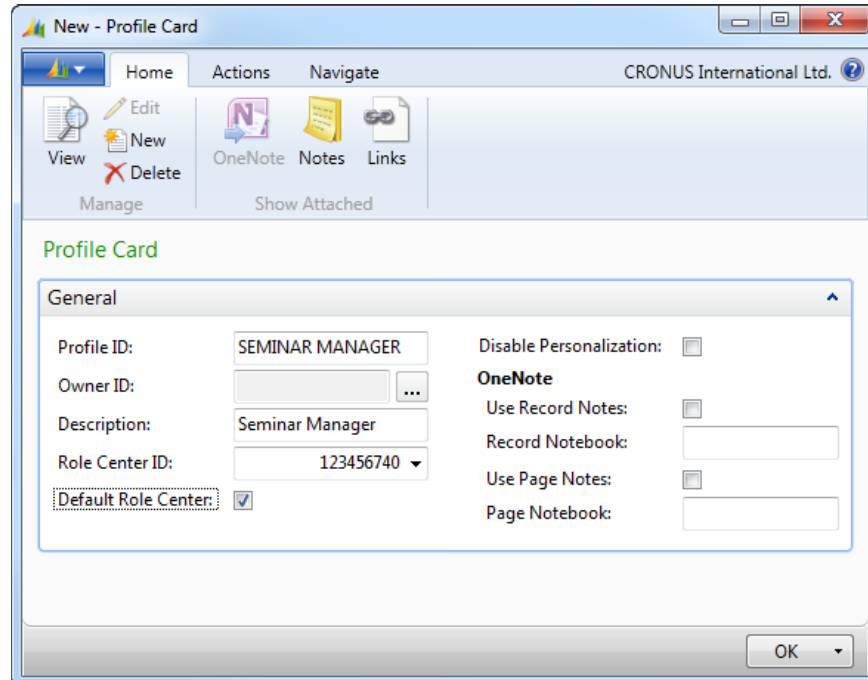 New - Profile Card
Home Actions Navigate CRONUS International Ltd.
View
Edit
New
Delete
Manage
OneNote Notes Links
Show Attached
Profile Card
General
Profile ID: SEMINAR MANAGER
Owner ID: ...
Description: Seminar Manager
Role Center ID: 123456740
Default Role Center:
Disable Personalization:
OneNote
Use Record Notes:
Record Notebook:
Use Page Notes:
Page Notebook:
OK